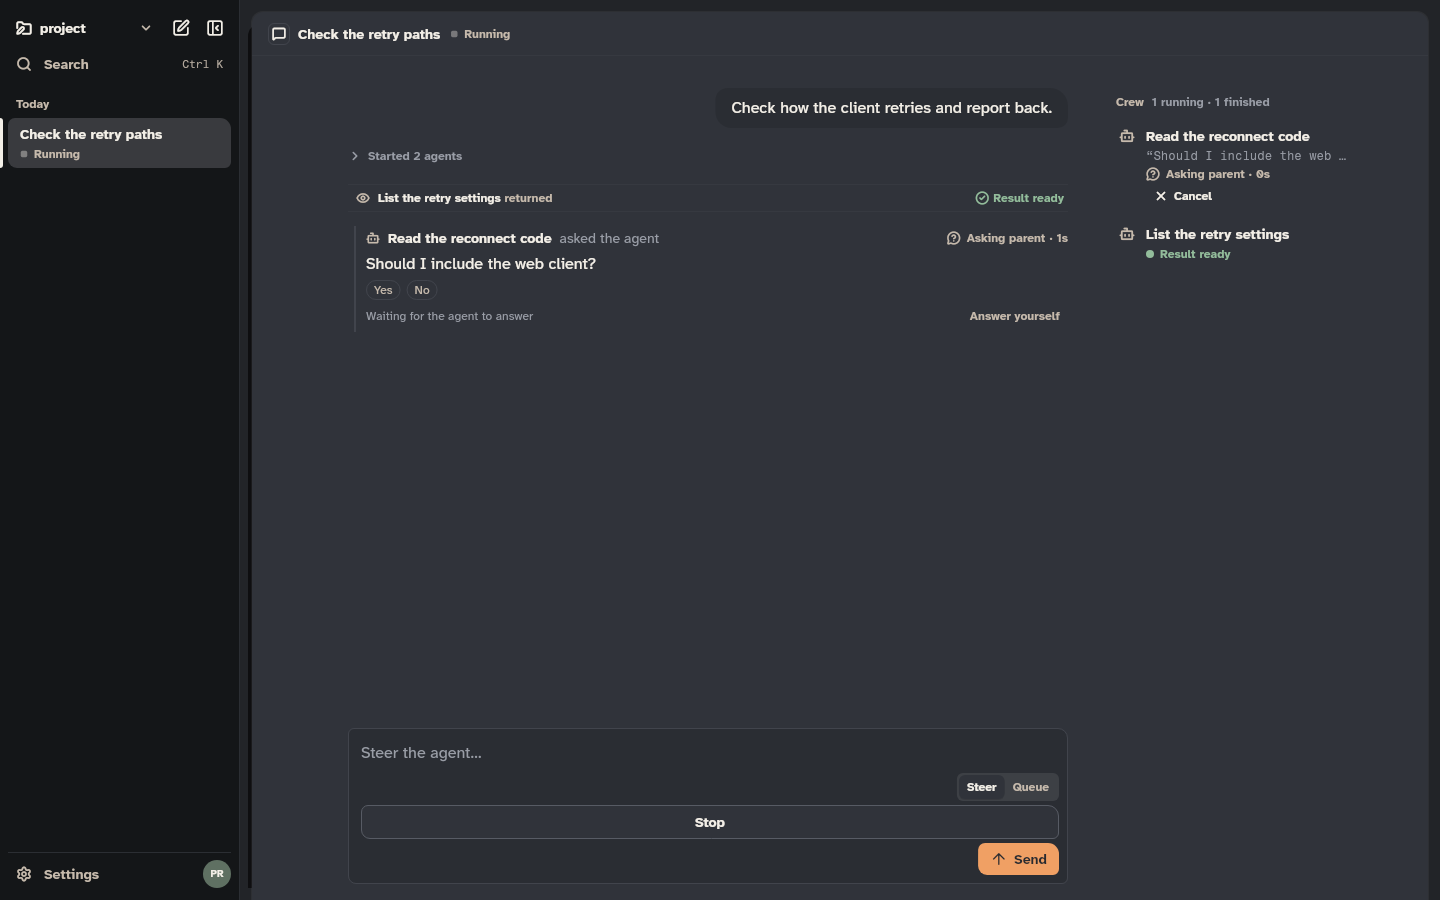 project
Search Ctrl K
Today
Check the retry paths
Running
Settings PR
Check the retry paths Running
Check how the client retries and report back.
Started 2 agents
List the retry settings returned Result ready
Read the reconnect code asked the agent Asking parent · 1s
Should I include the web client?
Yes No
Waiting for the agent to answer Answer yourself
Steer the agent...
Steer Queue
Stop
Send
Crew 1 running · 1 finished
Read the reconnect code
“Should I include the web …
Asking parent · 0s
Cancel
List the retry settings
Result ready